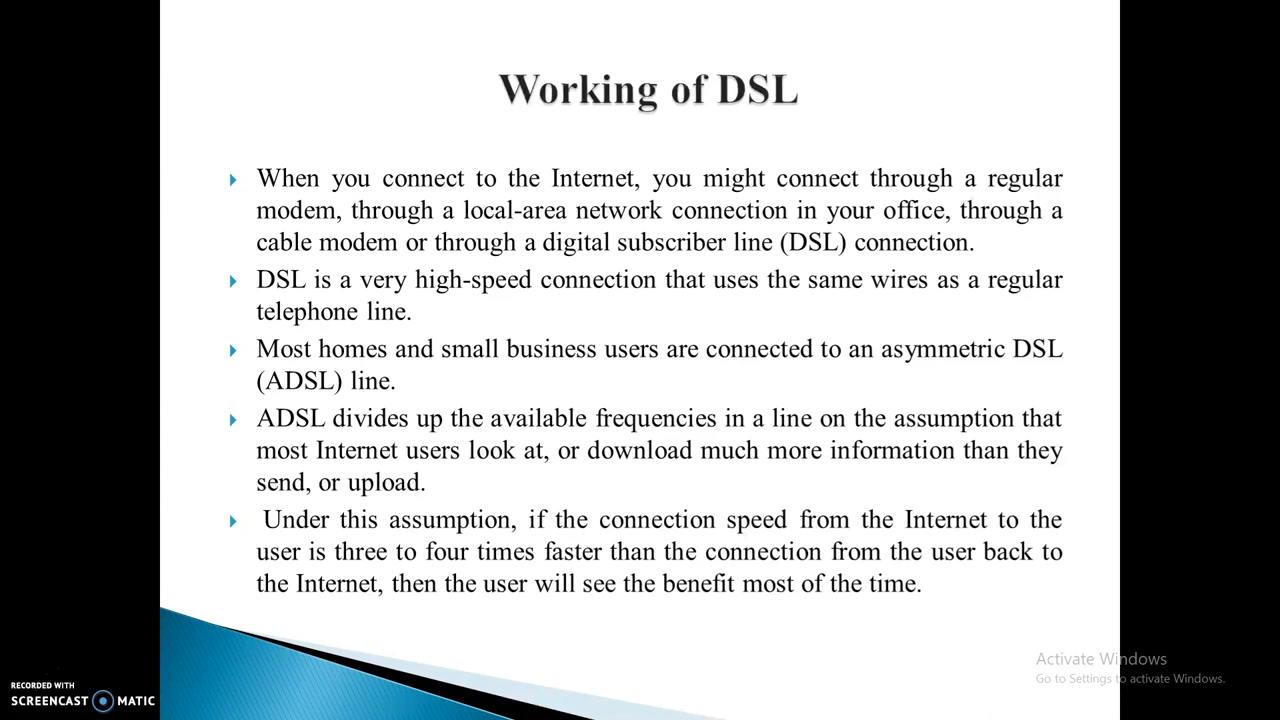 Working of DSL
When you connect to the Internet, you might connect through a regular
modem, through a local-area network connection in your office, through a
cable modem or through a digital subscriber line (DSL) connection.
DSL is a very high-speed connection that uses the same wires as a regular
telephone line.
Most homes and small business users are connected to an asymmetric DSL
(ADSL) line.
ADSL divides up the available frequencies in a line on the assumption that
most Internet users look at, or download much more information than they
send, or upload.
Under this assumption, if the connection speed from the Internet to the
user is three to four times faster than the connection from the user back to
the Internet, then the user will see the benefit most of the time.
Activate Windows
Go to Settings to activate Windows.
RECORDED WITH
SCREENCAST MATIC